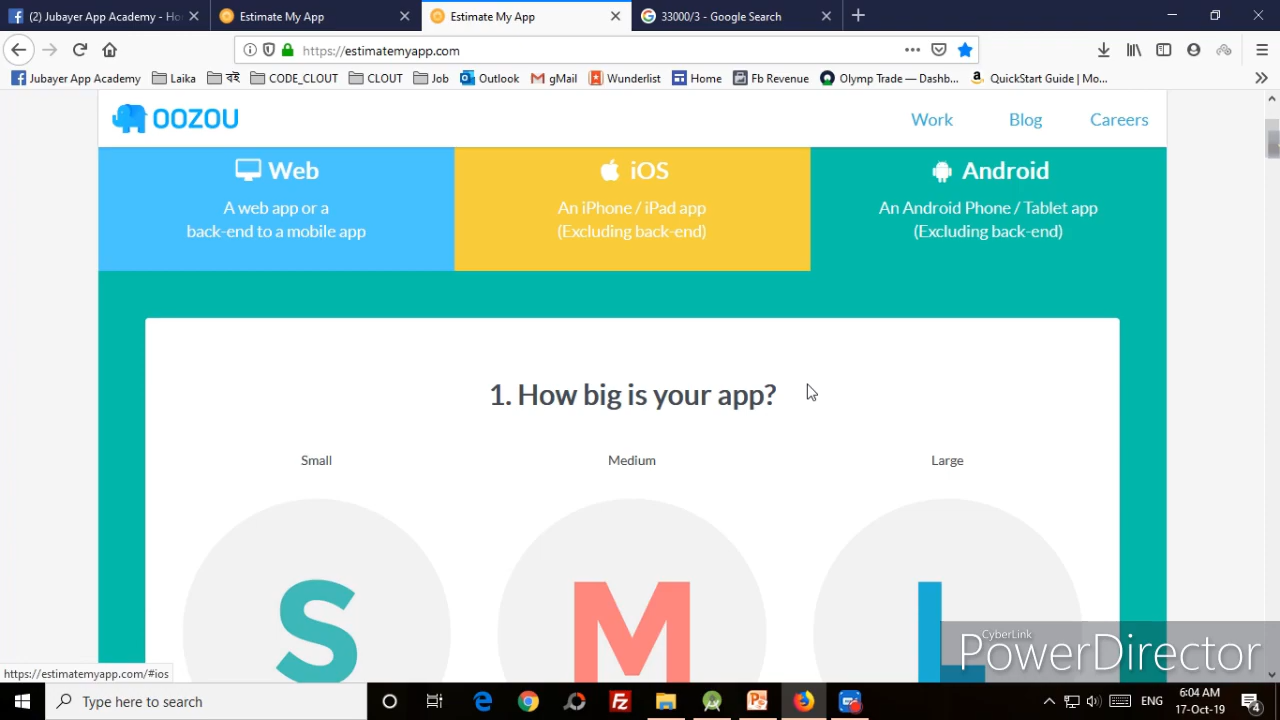 (2) Jubayer App Academy - Ho
Estimate My App
Estimate My App
33000/3 - Google Search
https://estimatemyapp.com
Jubayer App Academy
Laika
বই
CODE_CLOUT
CLOUT
Job
Outlook
gMail
Wunderlist
Home
Fb Revenue
Olymp Trade — Dashb...
QuickStart Guide | Mo...
OOZOU
Work
Blog
Careers
Web
A web app or a
back-end to a mobile app
iOS
An iPhone / iPad app
(Excluding back-end)
Android
An Android Phone / Tablet app
(Excluding back-end)
1. How big is your app?
Small
Medium
Large
S
M
L
CyberLink
PowerDirector
https://estimatemyapp.com/#ios
Type here to search
ENG
6:04 AM
17-Oct-19
4